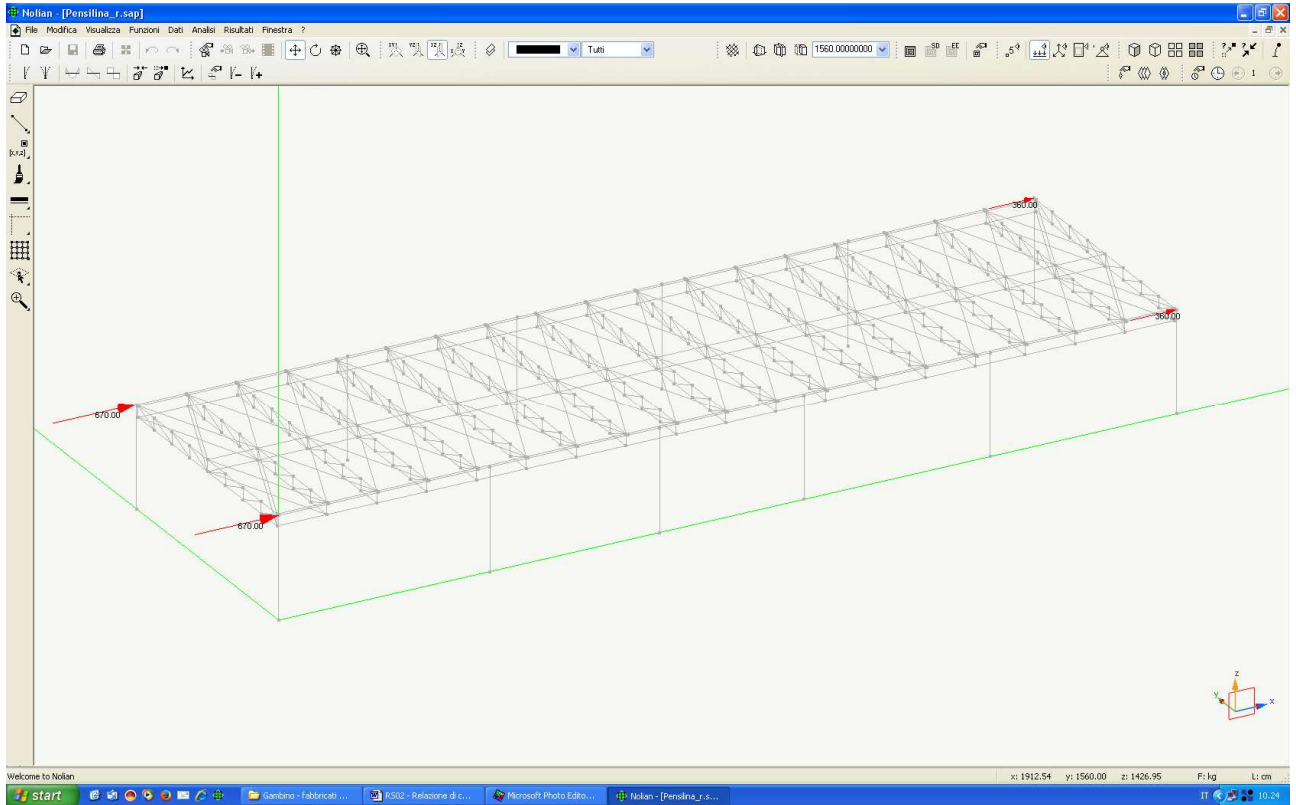 Nolian - [Pensilina_r.sap]
File Modifica Visualizza Funzioni Dati Analisi Risultati Finestra ?
Tutti
1560.00000000
1
[x,y,z]
360.00
360.00
670.00
670.00
z
y
x
Welcome to Nolian
x: 1912.54 y: 1560.00 z: 1426.95 F: kg L: cm
start
Gambino - fabbricati ...
RS02 - Relazione di c...
Microsoft Photo Edito...
Nolian - [Pensilina_r.s...
IT
10.24